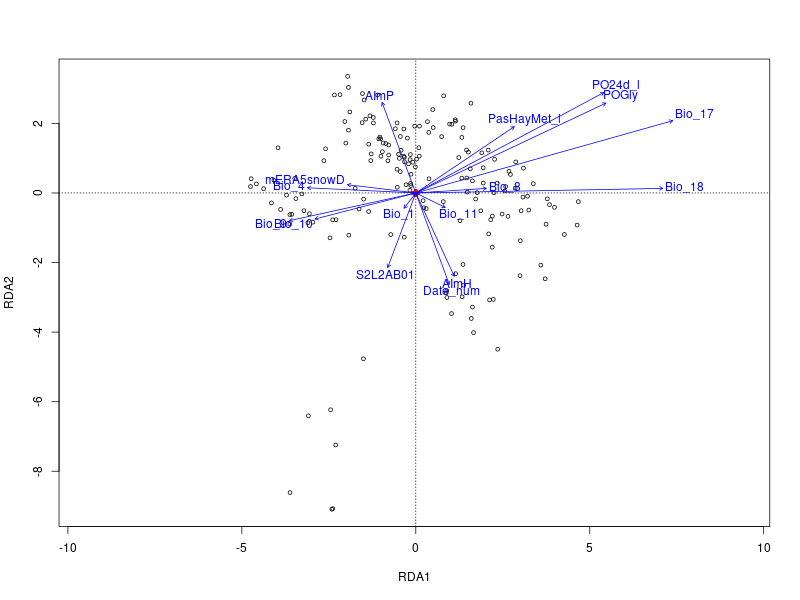 AlmP
PO24d_l
POGly
PasHayMet_l
Bio_17
mERA5snowD
Bio_4
Bio_8
Bio_18
Bio_1
Bio_11
Bio_10
S2L2AB01
AlmH
Date_num
-10
-5
0
5
10
RDA1
2
0
-2
-4
-6
-8
RDA2